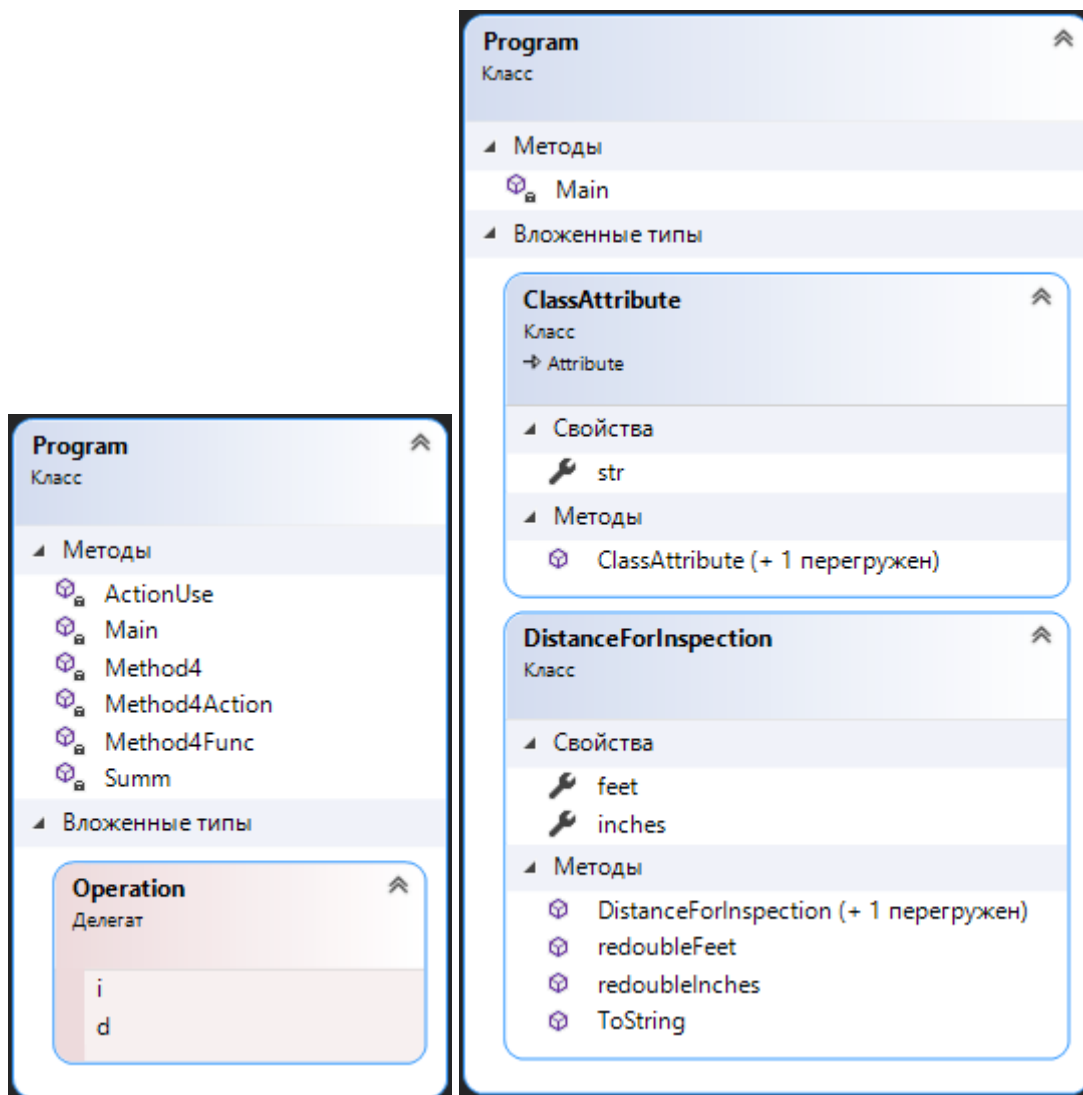 Program
Класс
Методы
ActionUse
Main
Method4
Method4Action
Method4Func
Summ
Вложенные типы
Operation
Делегат
i
d
Program
Класс
Методы
Main
Вложенные типы
ClassAttribute
Класс
Attribute
Свойства
str
Методы
ClassAttribute (+ 1 перегружен)
DistanceForInspection
Класс
Свойства
feet
inches
Методы
DistanceForInspection (+ 1 перегружен)
redoubleFeet
redoubleInches
ToString